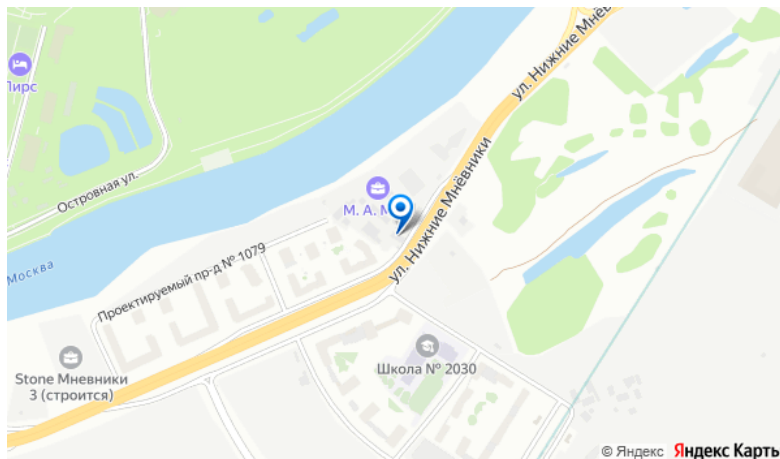 ул. Нижние Мнёв
Пирс
Островная ул.
ул. Нижние Мнёвники
М. А. М
Москва
Проектируемый пр-д № 1079
Stone Мневники
3 (строится)
Школа № 2030
© Яндекс Яндекс Карты